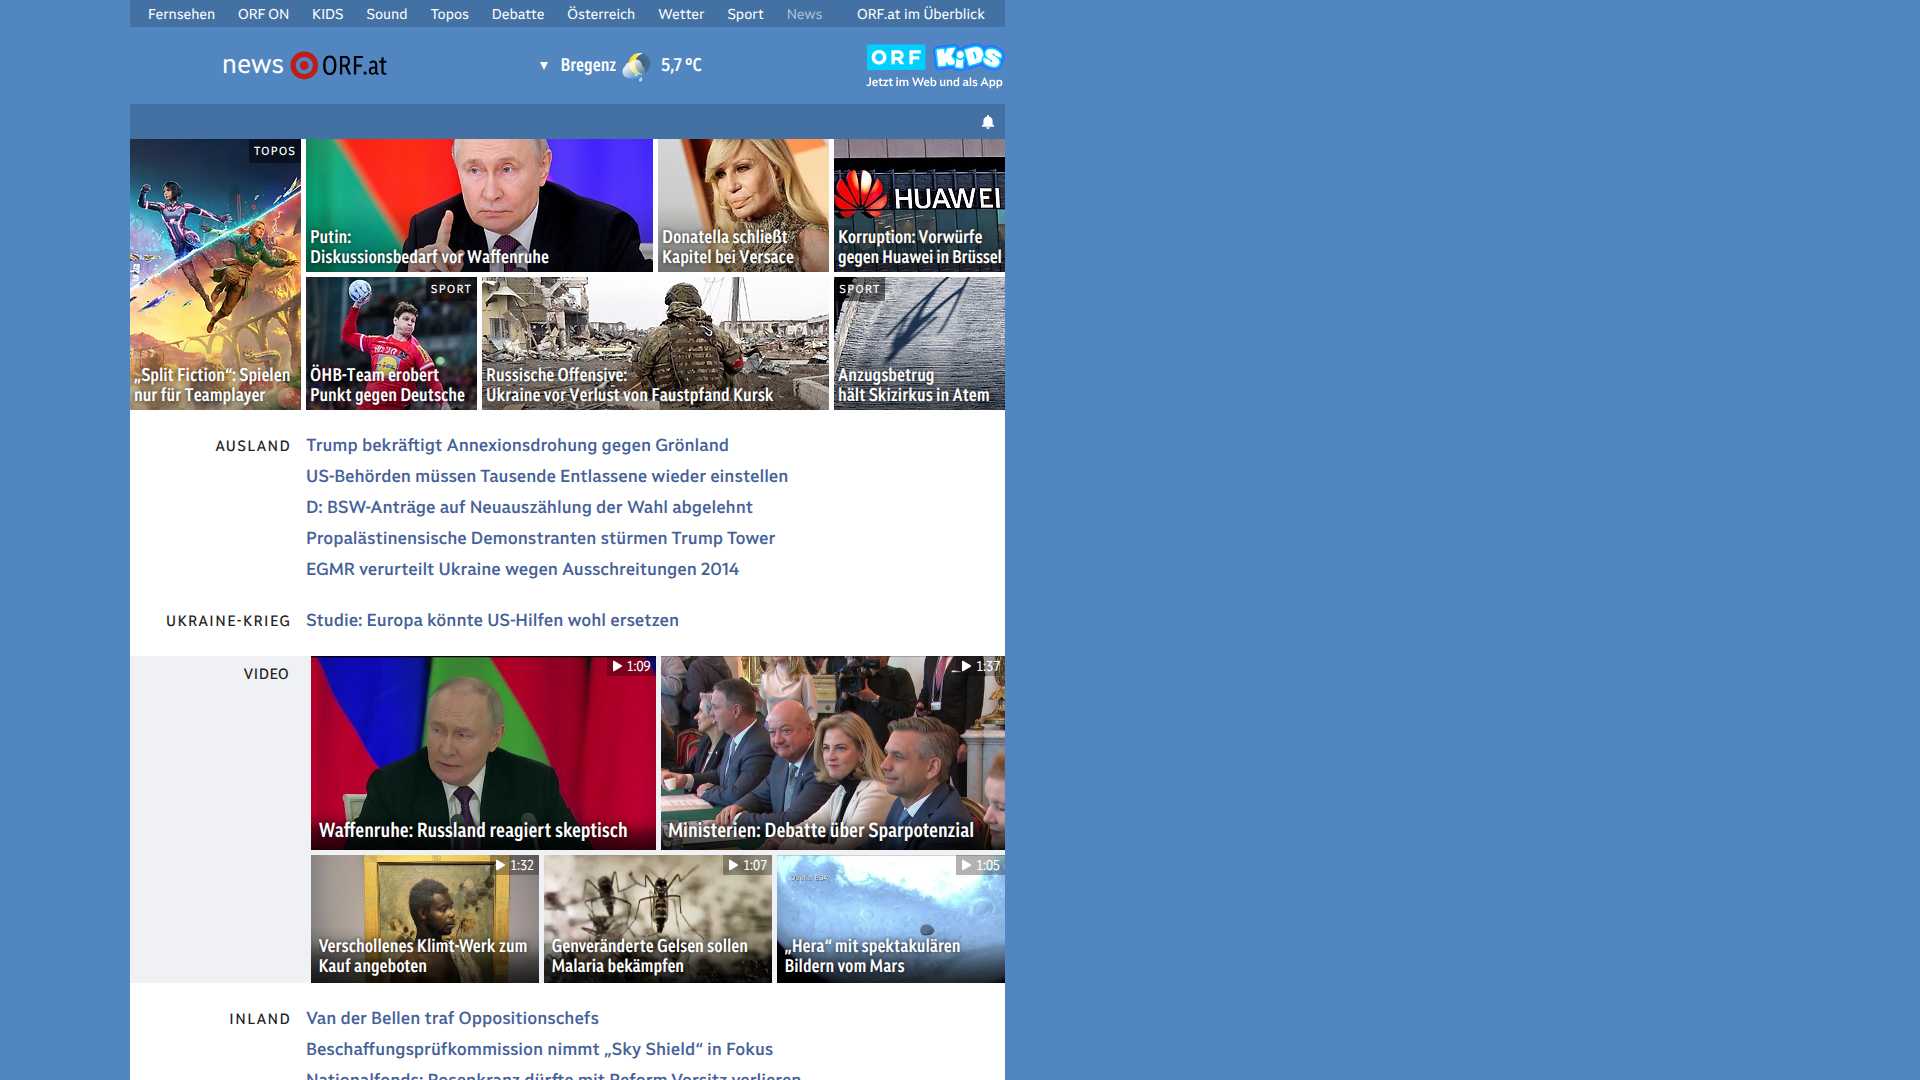 Fernsehen ORF ON KIDS Sound Topos Debatte Österreich Wetter Sport News ORF.at im Überblick
news ORF.at
Bregenz 5,7 °C
ORF KiDS
Jetzt im Web und als App
TOPOS
„Split Fiction“: Spielen
nur für Teamplayer
Putin:
Diskussionsbedarf vor Waffenruhe
Donatella schließt
Kapitel bei Versace
HUAWEI
Korruption: Vorwürfe
gegen Huawei in Brüssel
SPORT
ÖHB-Team erobert
Punkt gegen Deutsche
Russische Offensive:
Ukraine vor Verlust von Faustpfand Kursk
SPORT
Anzugsbetrug
hält Skizirkus in Atem
AUSLAND
Trump bekräftigt Annexionsdrohung gegen Grönland
US-Behörden müssen Tausende Entlassene wieder einstellen
D: BSW-Anträge auf Neuauszählung der Wahl abgelehnt
Propalästinensische Demonstranten stürmen Trump Tower
EGMR verurteilt Ukraine wegen Ausschreitungen 2014
UKRAINE-KRIEG
Studie: Europa könnte US-Hilfen wohl ersetzen
VIDEO
1:09
Waffenruhe: Russland reagiert skeptisch
1:37
Ministerien: Debatte über Sparpotenzial
1:32
Verschollenes Klimt-Werk zum
Kauf angeboten
1:07
Genveränderte Gelsen sollen
Malaria bekämpfen
1:05
„Hera“ mit spektakulären
Bildern vom Mars
INLAND
Van der Bellen traf Oppositionschefs
Beschaffungsprüfkommission nimmt „Sky Shield“ in Fokus
Nationalfonds: Rosenkranz dürfte mit Reform Vorsitz verlieren